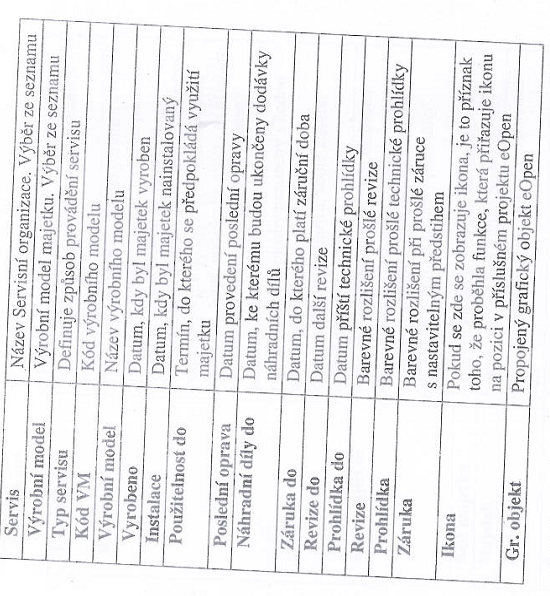 Servis Název Servisní organizace. Výběr ze seznamu
Výrobní model Výrobní model majetku. Výběr ze seznamu
Typ servisu Definuje způsob provádění servisu
Kód VM Kód výrobního modelu
Výrobní model Název výrobního modelu
Vyrobeno Datum, kdy byl majetek vyroben
Instalace Datum, kdy byl majetek nainstalovaný
Použitelnost do Termín, do kterého se předpokládá využití
majetku
Poslední oprava Datum provedení poslední opravy
Náhradní díly do Datum, ke kterému budou ukončeny dodávky
náhradních dílů
Záruka do Datum, do kterého platí záruční doba
Revize do Datum další revize
Prohlídka do Datum příští technické prohlídky
Revize Barevné rozlišení prošlé revize
Prohlídka Barevné rozlišení prošlé technické prohlídky
Záruka Barevné rozlišení při prošlé záruce
s nastavitelným předstihem
Ikona Pokud se zde se zobrazuje ikona, je to příznak
toho, že proběhla funkce, která přiřazuje ikonu
na pozici v příslušném projektu eOpen
Gr. objekt Propojený grafický objekt eOpen